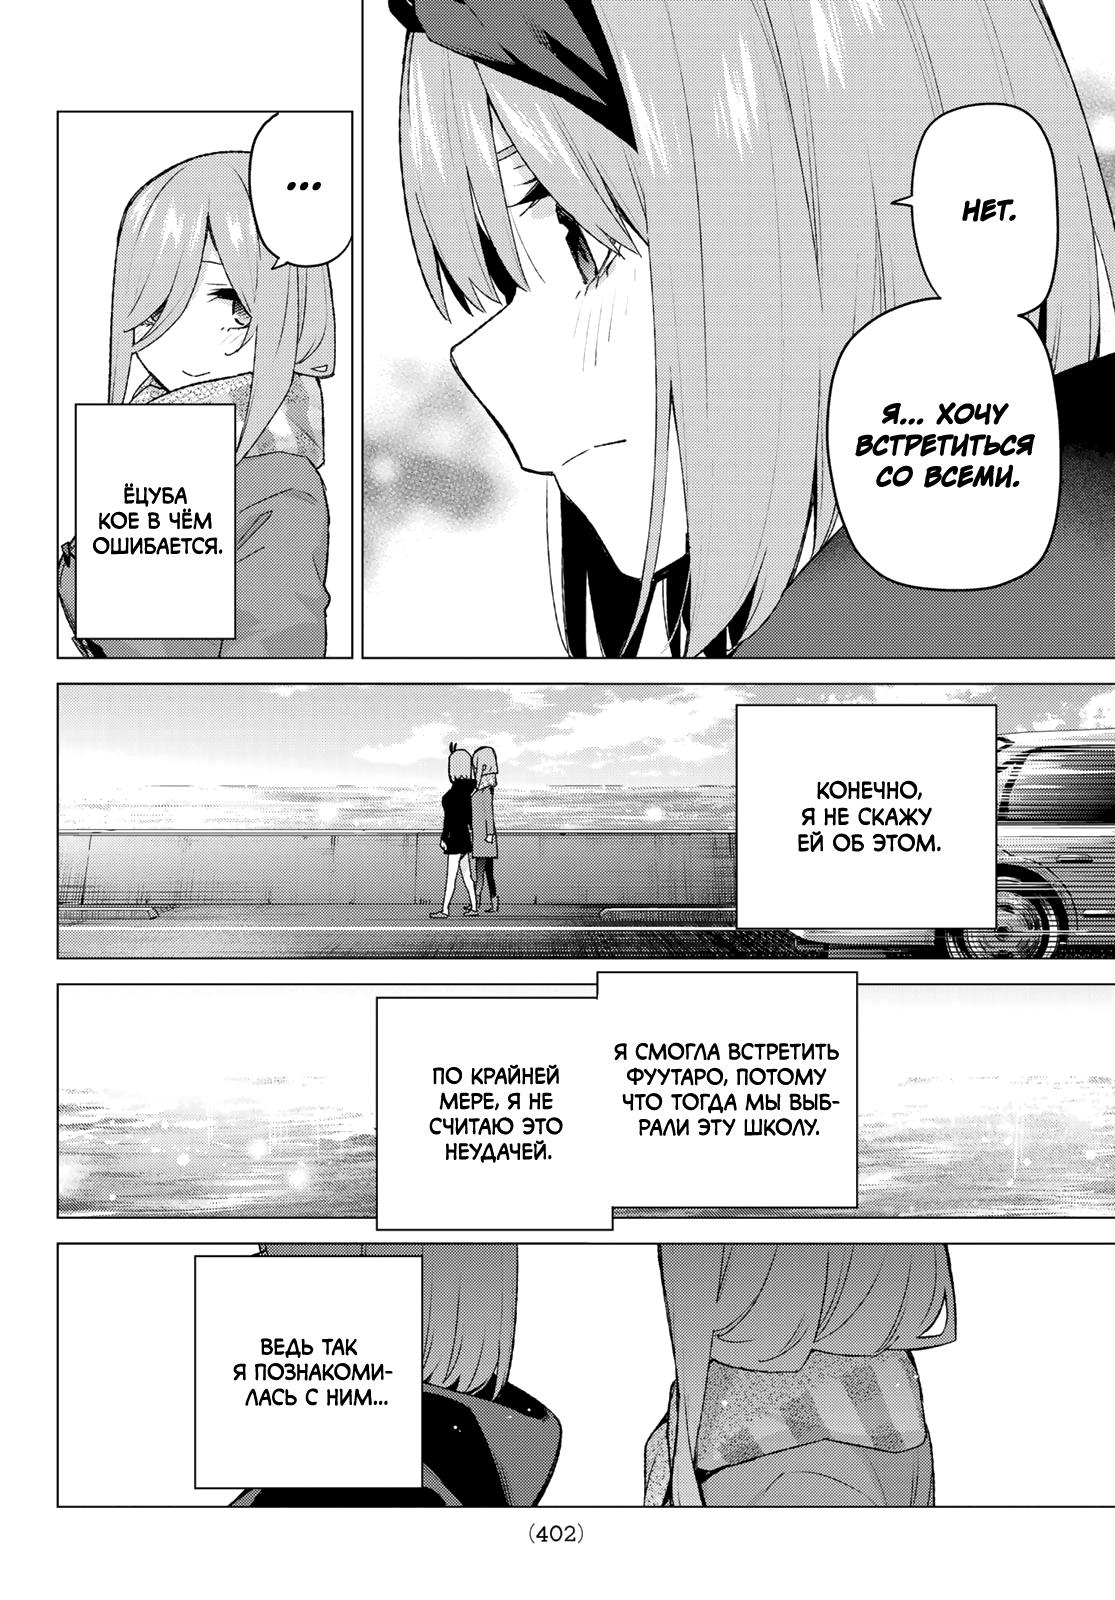 НЕТ.
Я... ХОЧУ
ВСТРЕТИТЬСЯ
СО ВСЕМИ.
...
ЁЦУБА
КОЕ В ЧЁМ
ОШИБАЕТСЯ.
КОНЕЧНО,
Я НЕ СКАЖУ
ЕЙ ОБ ЭТОМ.
Я СМОГЛА ВСТРЕТИТЬ
ФУУТАРО, ПОТОМУ
ЧТО ТОГДА МЫ ВЫБ-
РАЛИ ЭТУ ШКОЛУ.
ПО КРАЙНЕЙ
МЕРЕ, Я НЕ
СЧИТАЮ ЭТО
НЕУДАЧЕЙ.
ВЕДЬ ТАК
Я ПОЗНАКОМИ-
ЛАСЬ С НИМ...
(402)